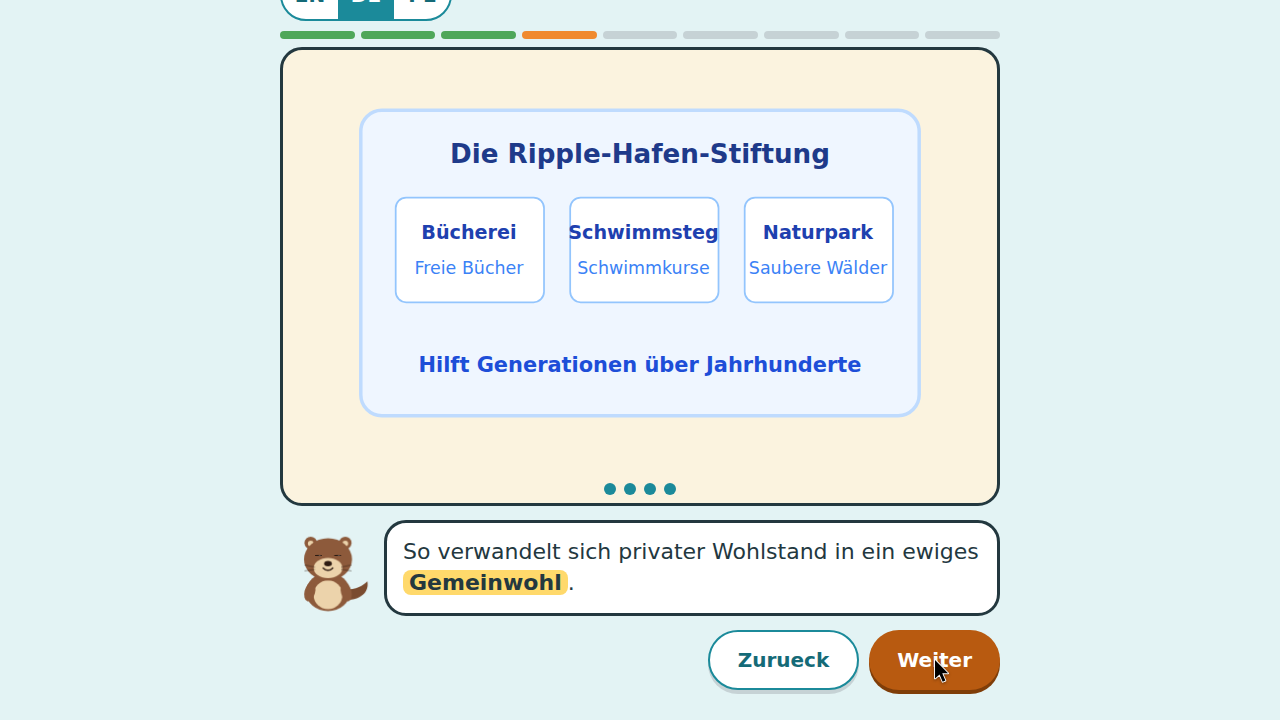 Die Ripple-Hafen-Stiftung
Bücherei
Freie Bücher
Schwimmsteg
Schwimmkurse
Naturpark
Saubere Wälder
Hilft Generationen über Jahrhunderte
So verwandelt sich privater Wohlstand in ein ewiges
Gemeinwohl.
Zurueck
Weiter